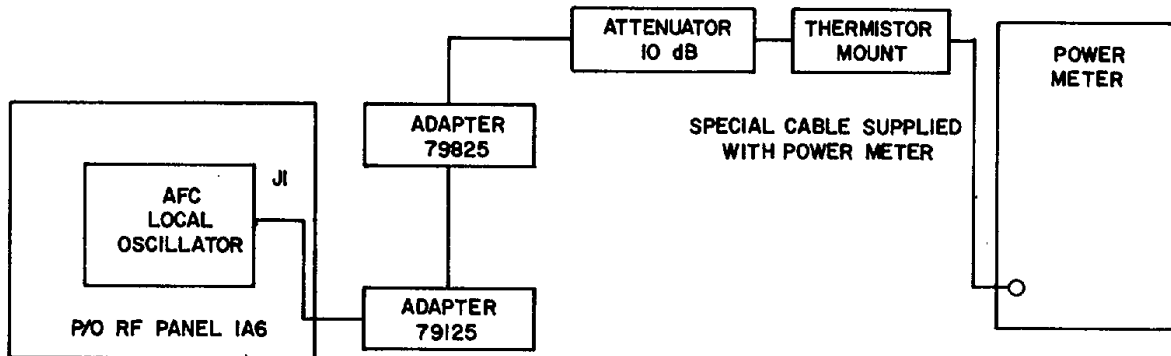 ATTENUATOR
10 dB
THERMISTOR
MOUNT
POWER
METER
ADAPTER
79825
SPECIAL CABLE SUPPLIED
WITH POWER METER
J1
AFC
LOCAL
OSCILLATOR
ADAPTER
79125
P/O RF PANEL 1A6